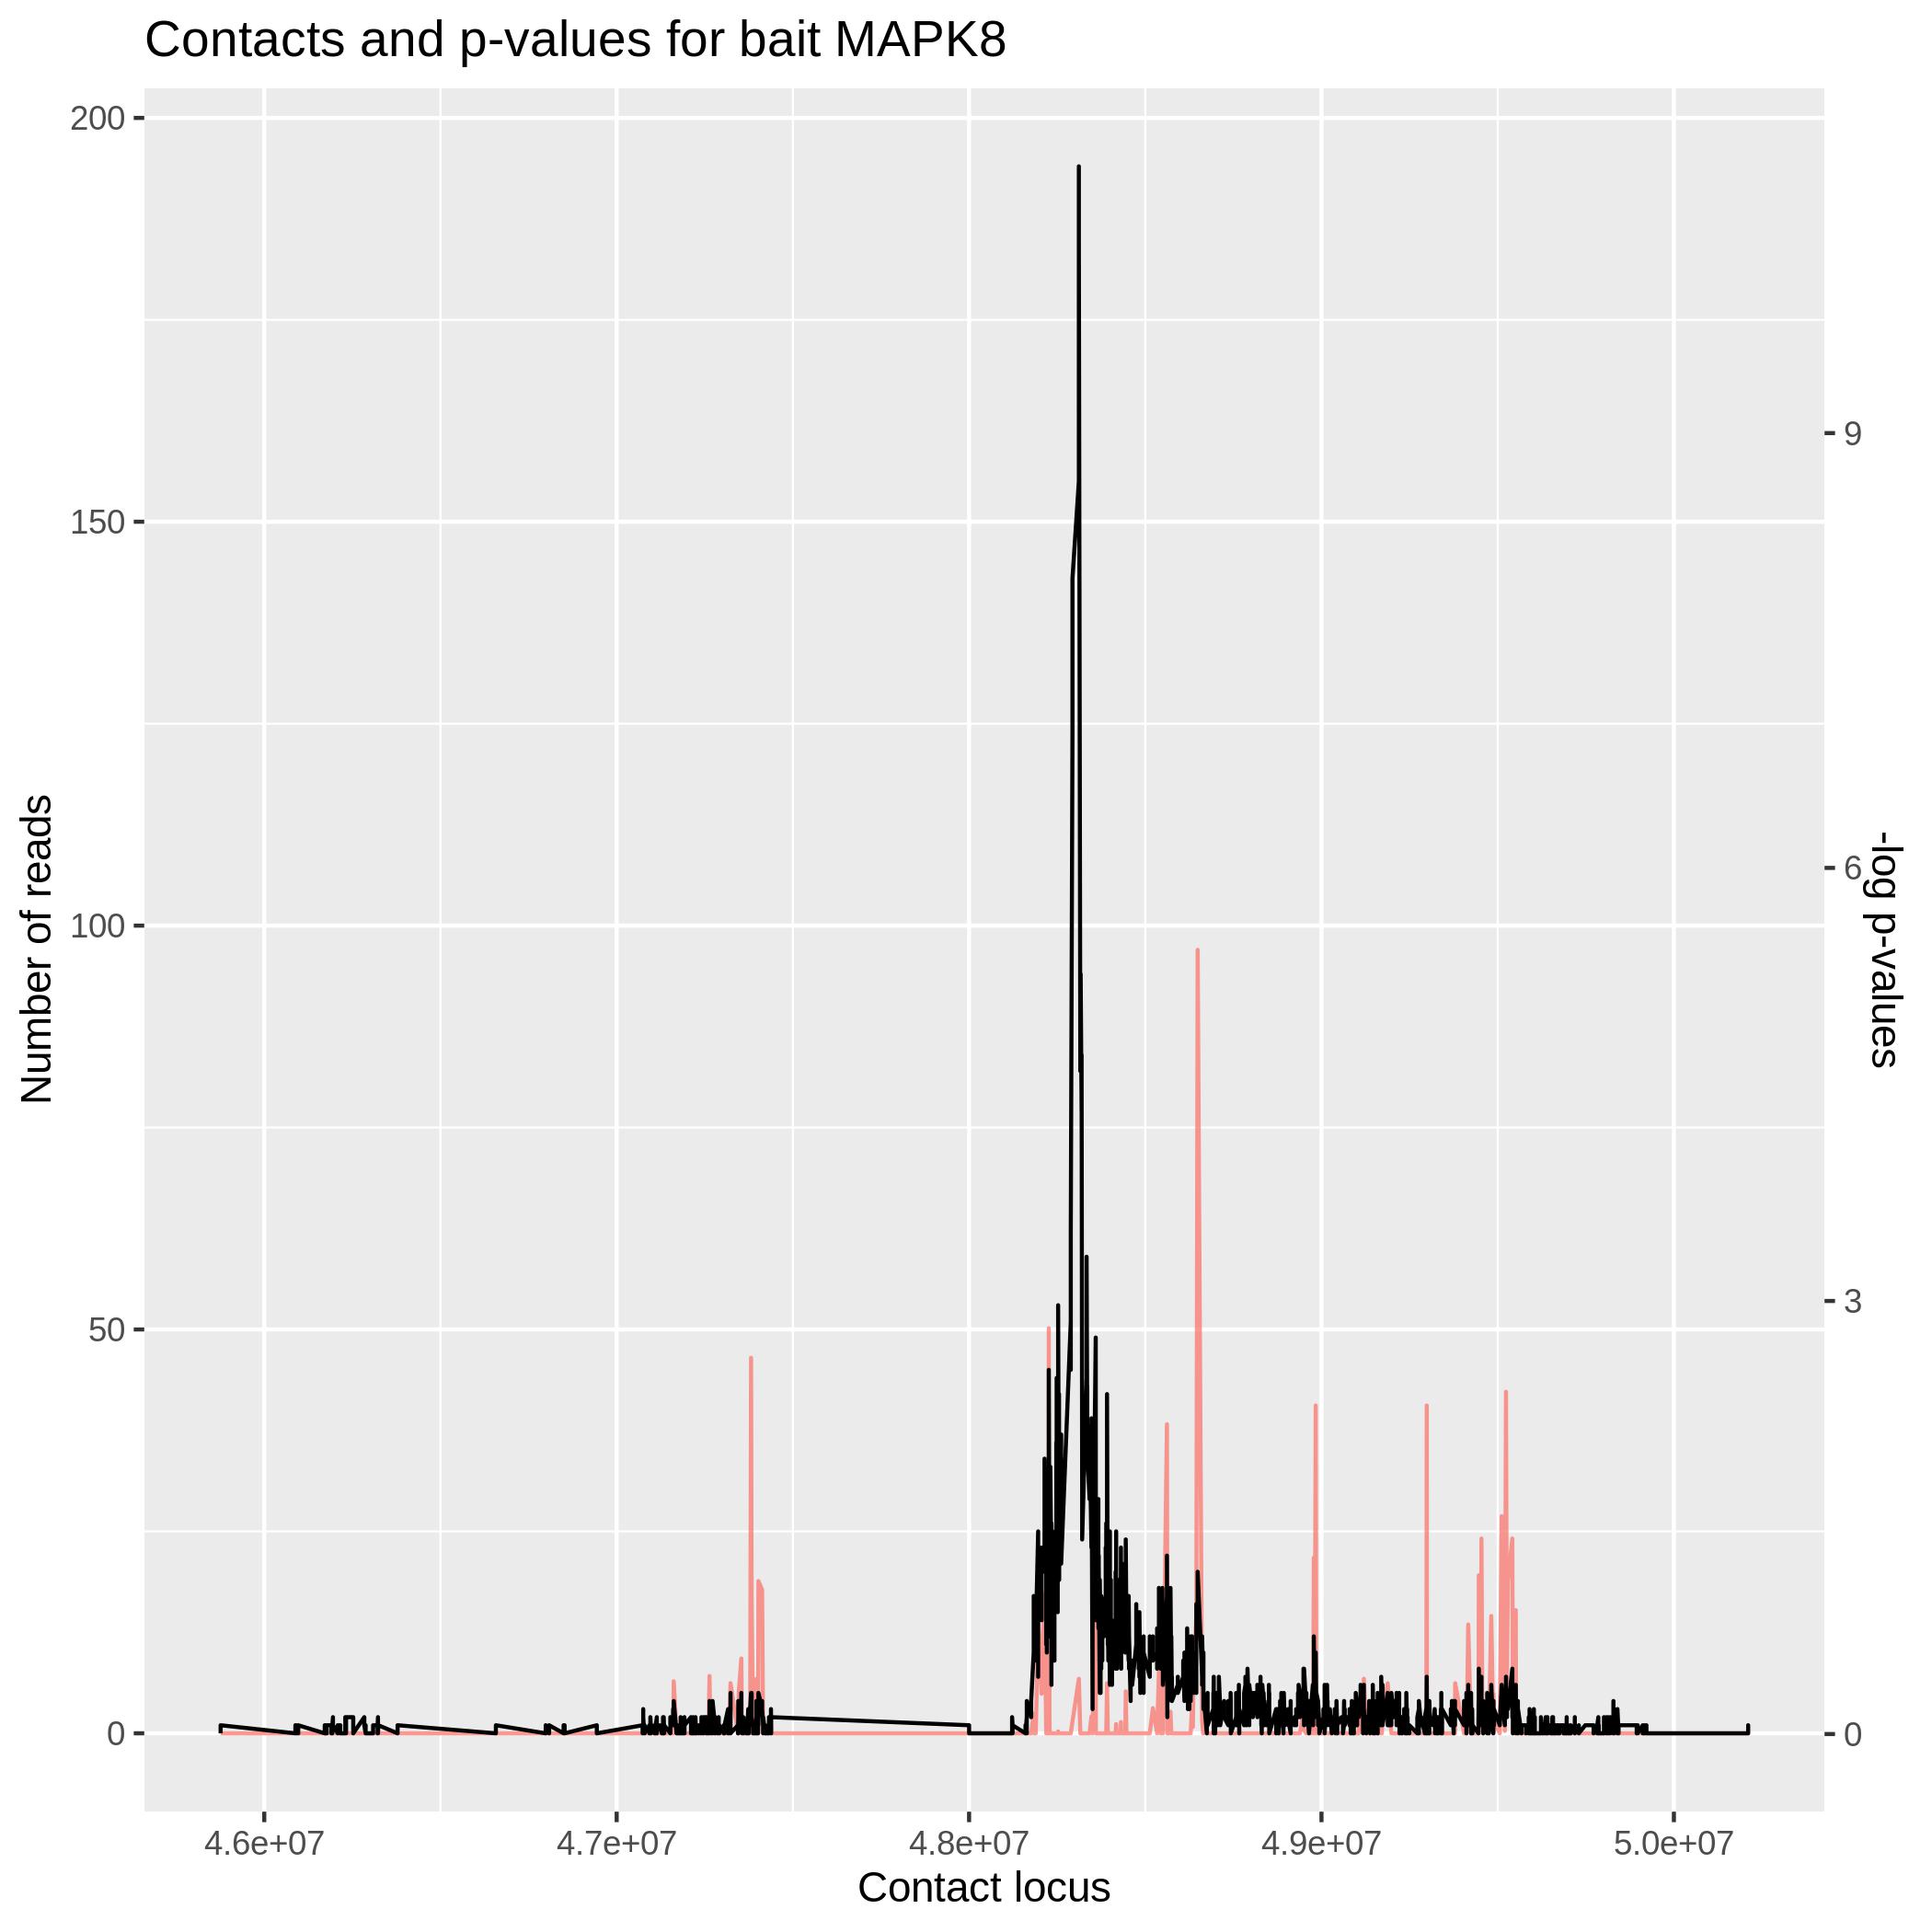 Contacts and p-values for bait MAPK8
200
150
100
50
0
Number of reads
9
6
3
0
-log p-values
4.6e+07
4.7e+07
4.8e+07
4.9e+07
5.0e+07
Contact locus